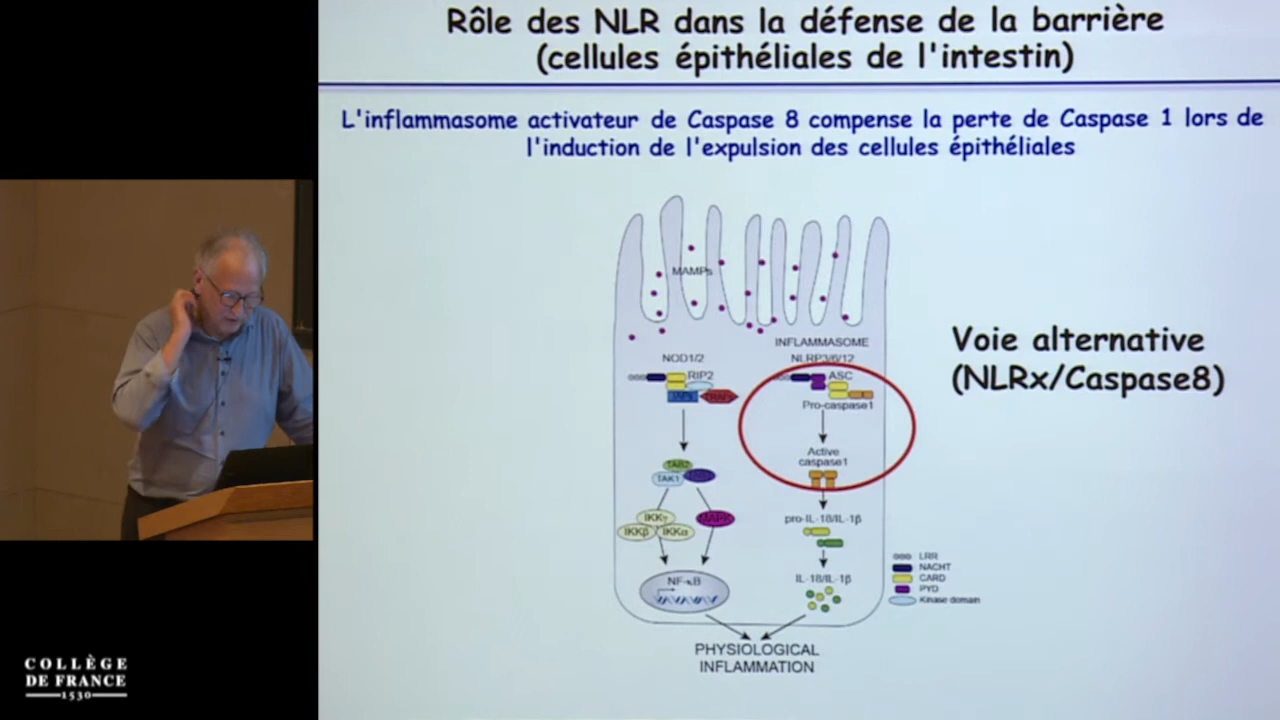 Rôle des NLR dans la défense de la barrière
(cellules épithéliales de l'intestin)
L'inflammasome activateur de Caspase 8 compense la perte de Caspase 1 lors de
l'induction de l'expulsion des cellules épithéliales
MAMPs
INFLAMMASOME
NOD1/2
NLRP3/6/12
RIP2
ASC
Pro-caspase1
Voie alternative
(NLRx/Caspase8)
Active
caspase1
TAB2
TAK1
pro-IL-18/IL-1β
IKKγ
MAPK
IKKβ
IKKα
NF-κB
IL-18/IL-1β
LRR
NACHT
CARD
PYD
Kinase domain
PHYSIOLOGICAL
INFLAMMATION
COLLÈGE
DE FRANCE
1530